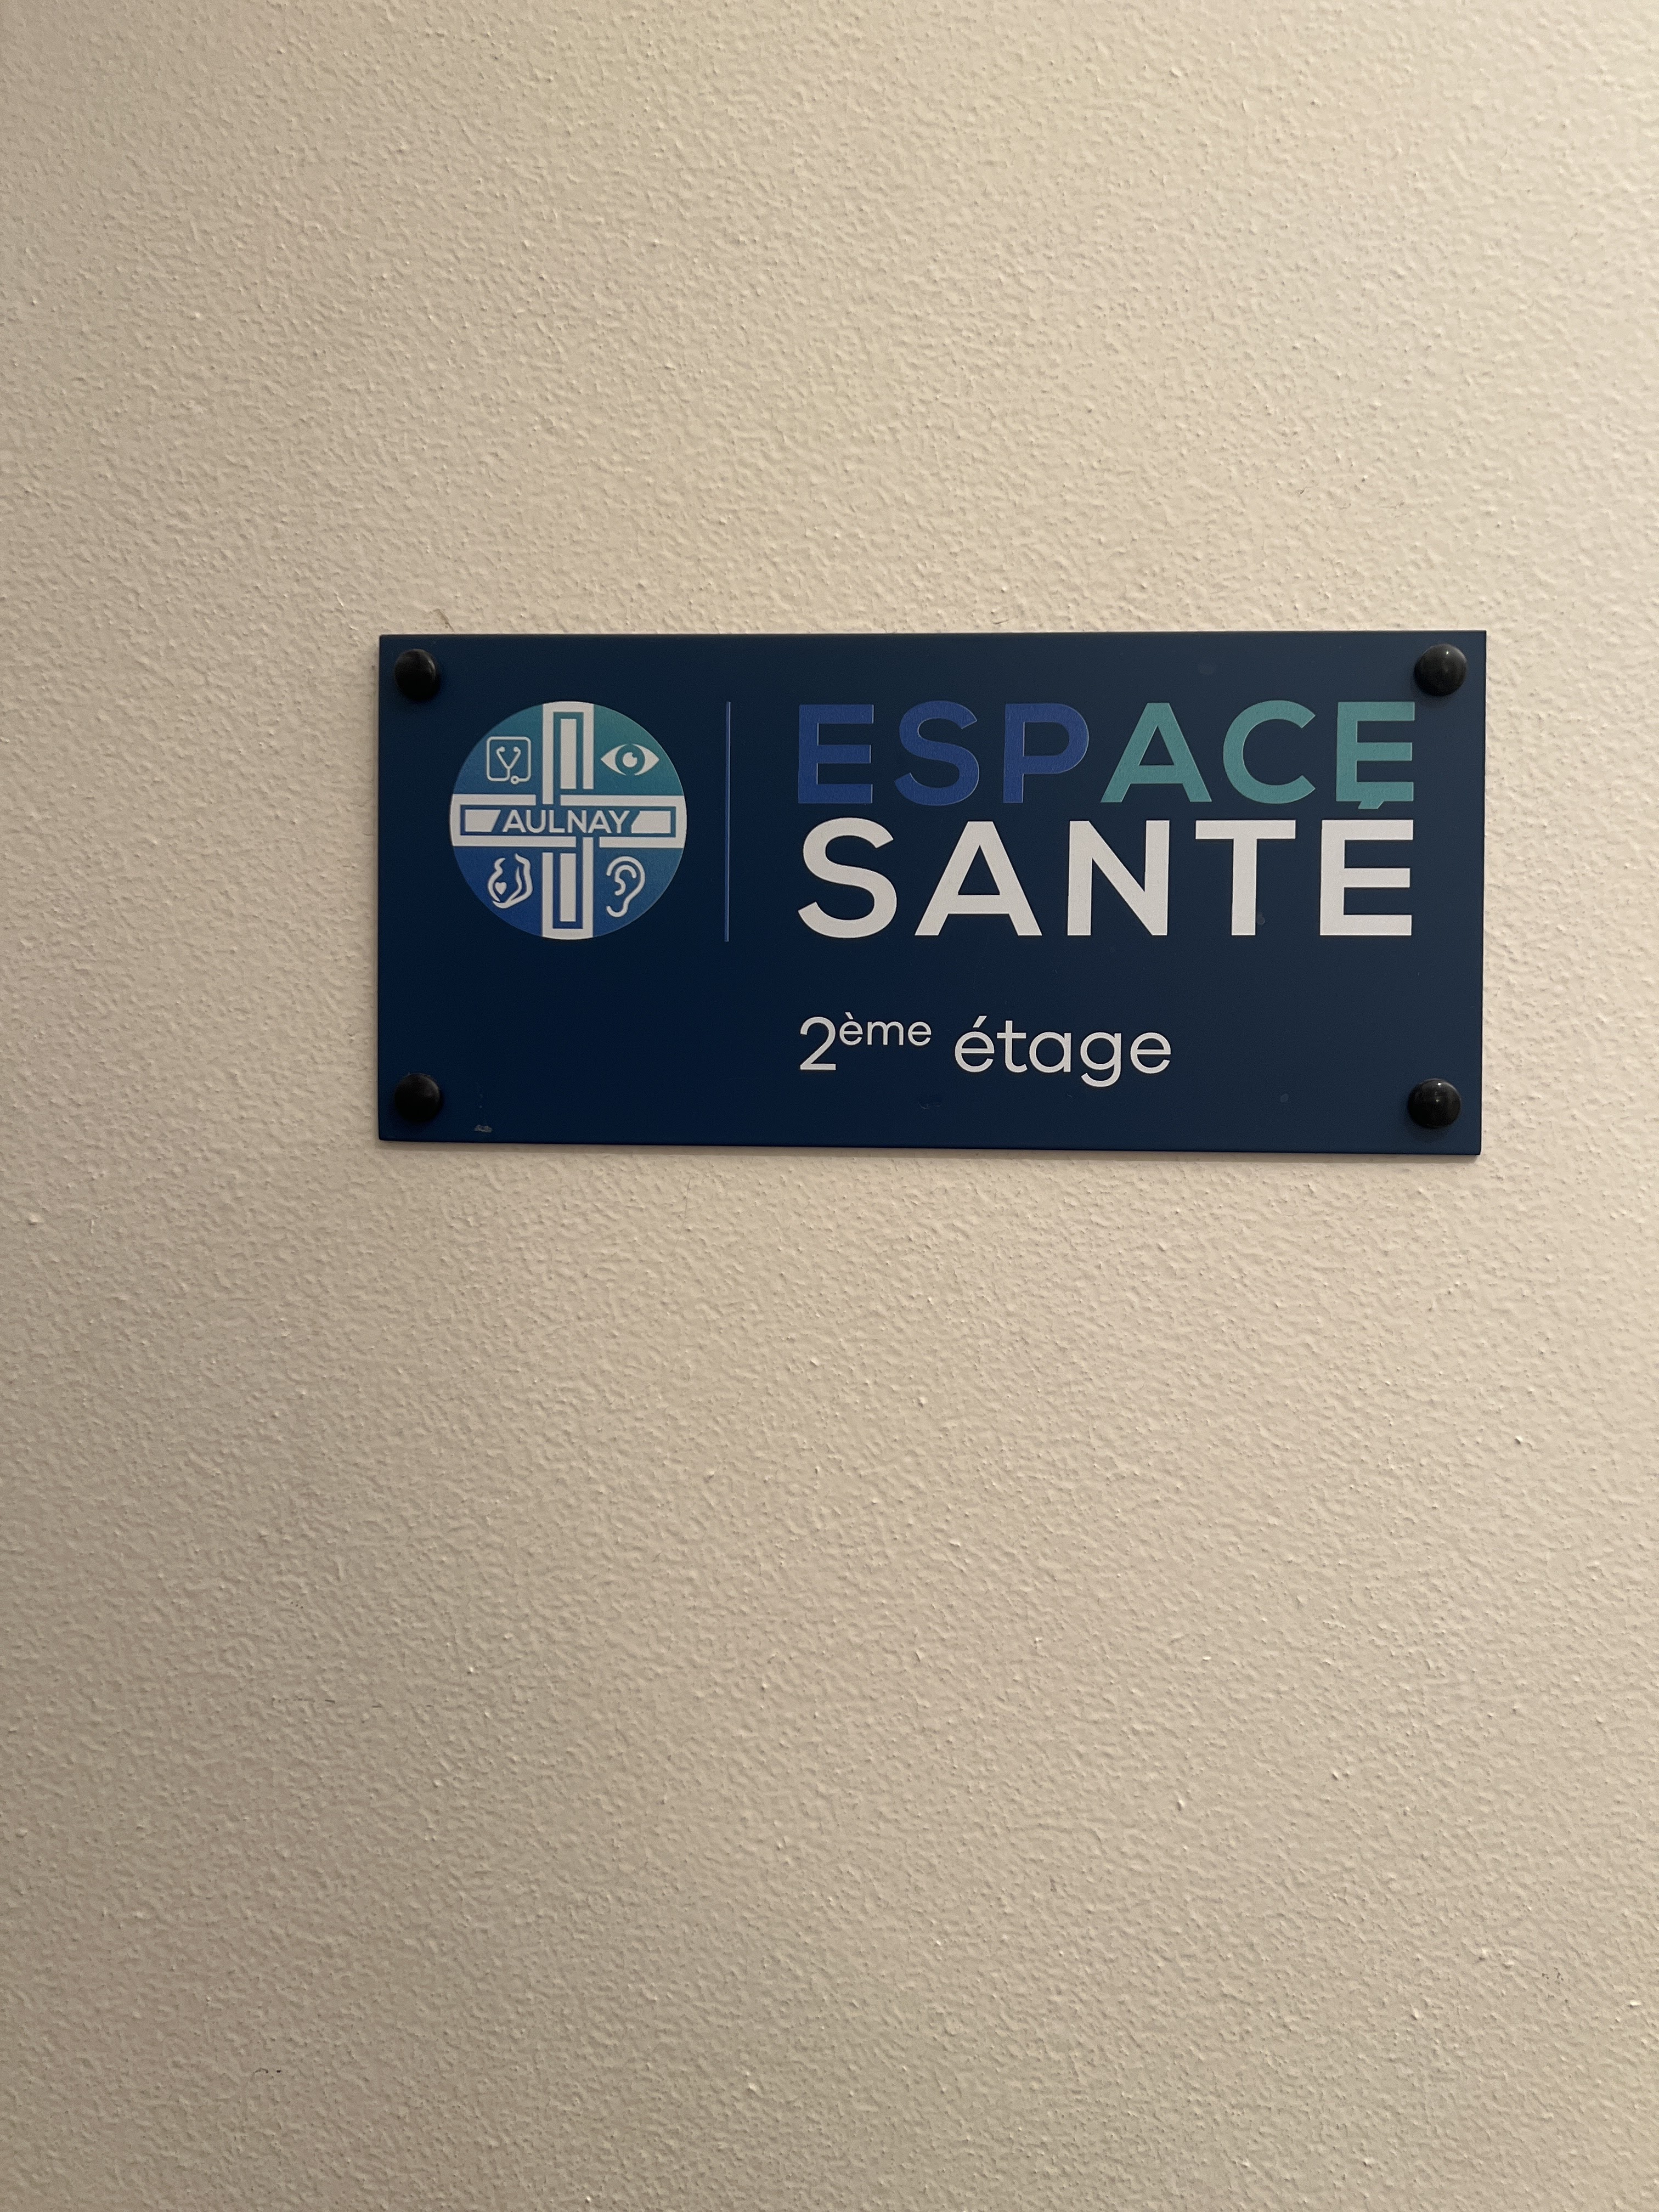 AULNAY
ESPACE
SANTÉ
2ème étage